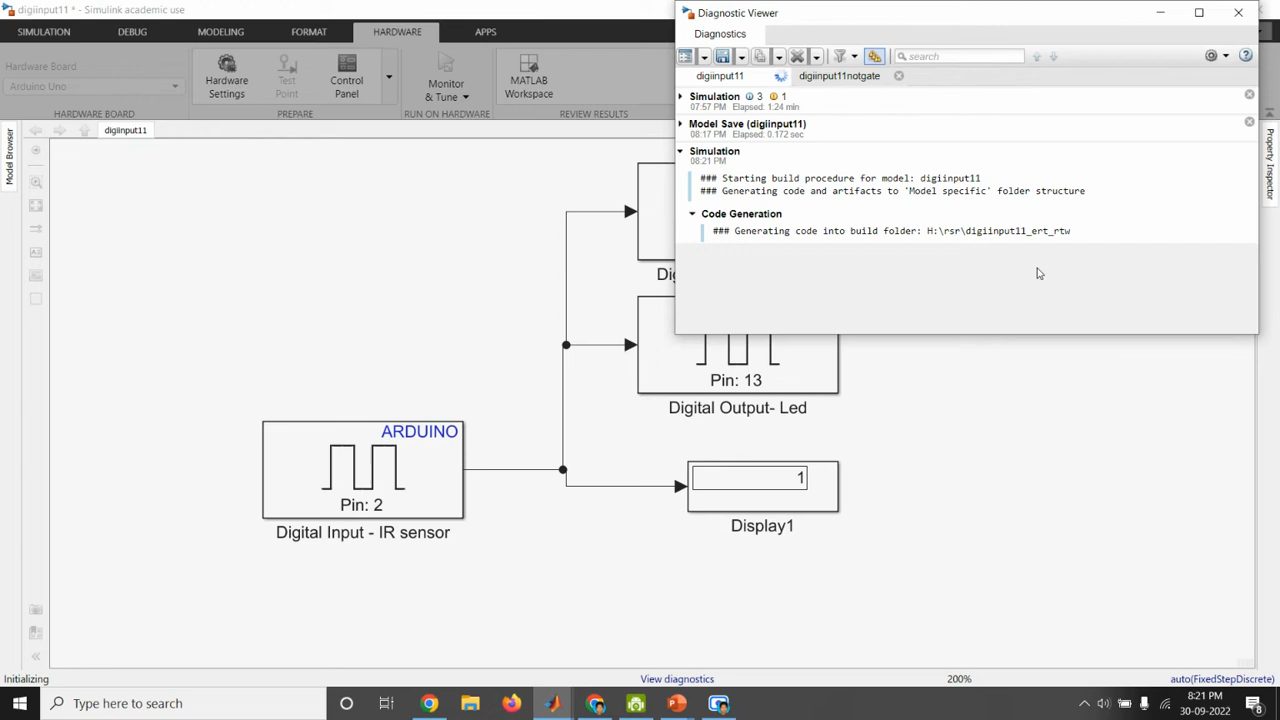 digiinput11 * - Simulink academic use
SIMULATION
DEBUG
MODELING
FORMAT
HARDWARE
APPS
Hardware Board
Arduino Uno
HARDWARE BOARD
Hardware
Settings
Test
Point
Control
Panel
PREPARE
Monitor
& Tune
RUN ON HARDWARE
MATLAB
Workspace
REVIEW RESULTS
digiinput11
Model Browser
Property Inspector
Diagnostic Viewer
Diagnostics
search
digiinput11
digiinput11notgate
Simulation 3 1
07:57 PM Elapsed: 1:24 min
Model Save (digiinput11)
08:17 PM Elapsed: 0.172 sec
Simulation
08:21 PM
### Starting build procedure for model: digiinput11
### Generating code and artifacts to 'Model specific' folder structure
Code Generation
### Generating code into build folder: H:\rsr\digiinput11_ert_rtw
Pin: 13
Digital Output- Led
ARDUINO
Pin: 2
Digital Input - IR sensor
1
Display1
Initializing
View diagnostics
200%
auto(FixedStepDiscrete)
Type here to search
8:21 PM
30-09-2022
8